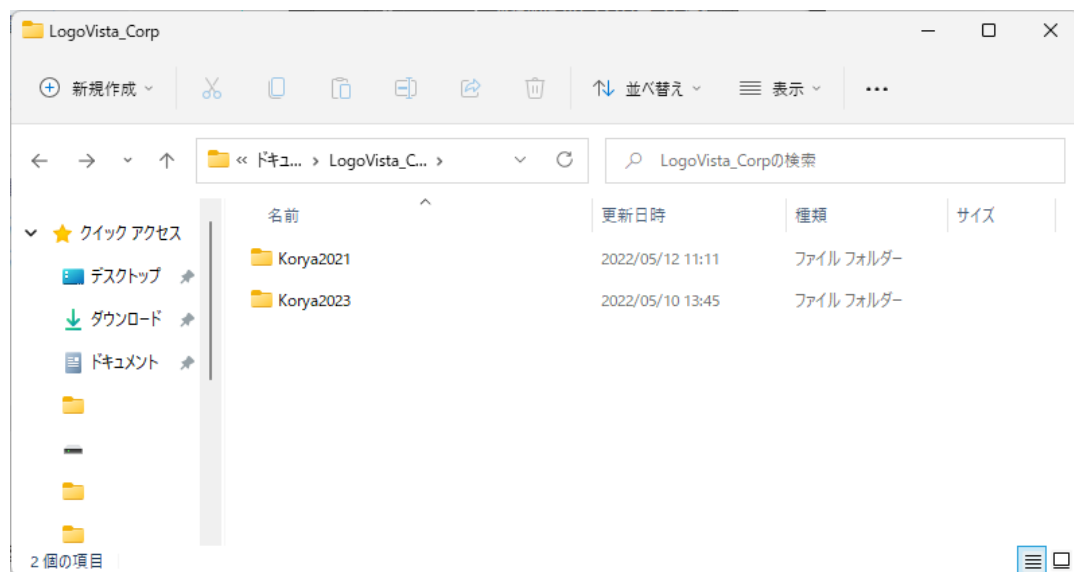 LogoVista_Corp
新規作成
並べ替え
表示
« ドキュ... › LogoVista_C... ›
LogoVista_Corpの検索
名前
更新日時
種類
サイズ
クイック アクセス
デスクトップ
ダウンロード
ドキュメント
Korya2021 2022/05/12 11:11 ファイル フォルダー
Korya2023 2022/05/10 13:45 ファイル フォルダー
2 個の項目